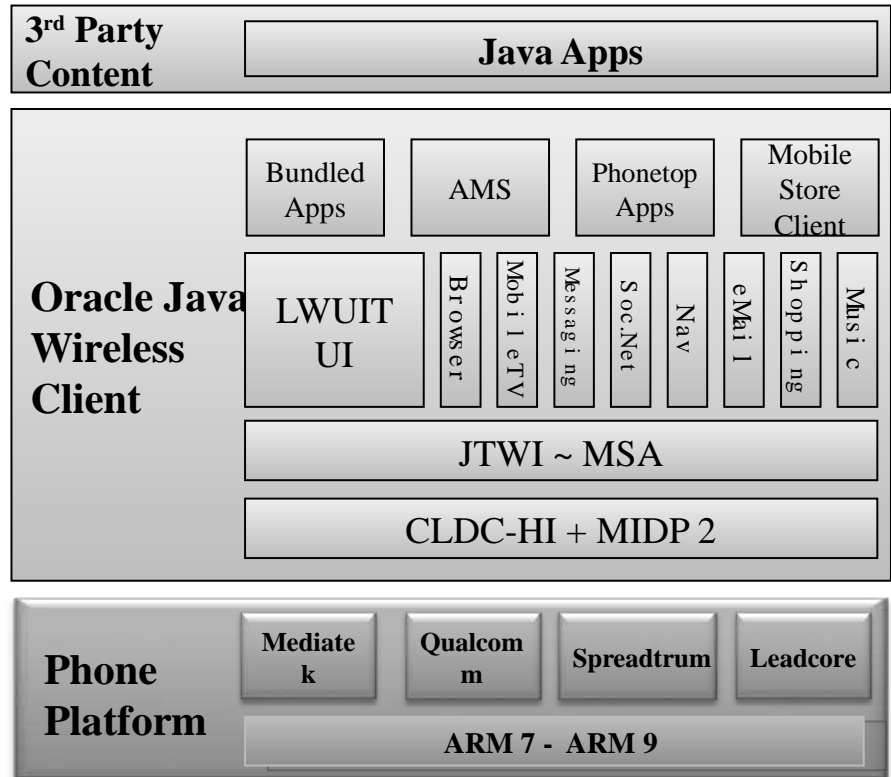 3rd Party
Content
Java Apps
Bundled
Apps
AMS
Phonetop
Apps
Mobile
Store
Client
Oracle Java
Wireless
Client
LWUIT
UI
Browser
MobileTV
Messaging
Soc.Net
Nav
eMail
Shopping
Music
JTWI ~ MSA
CLDC-HI + MIDP 2
Phone
Platform
Mediate
k
Qualcom
m
Spreadtrum
Leadcore
ARM 7 - ARM 9